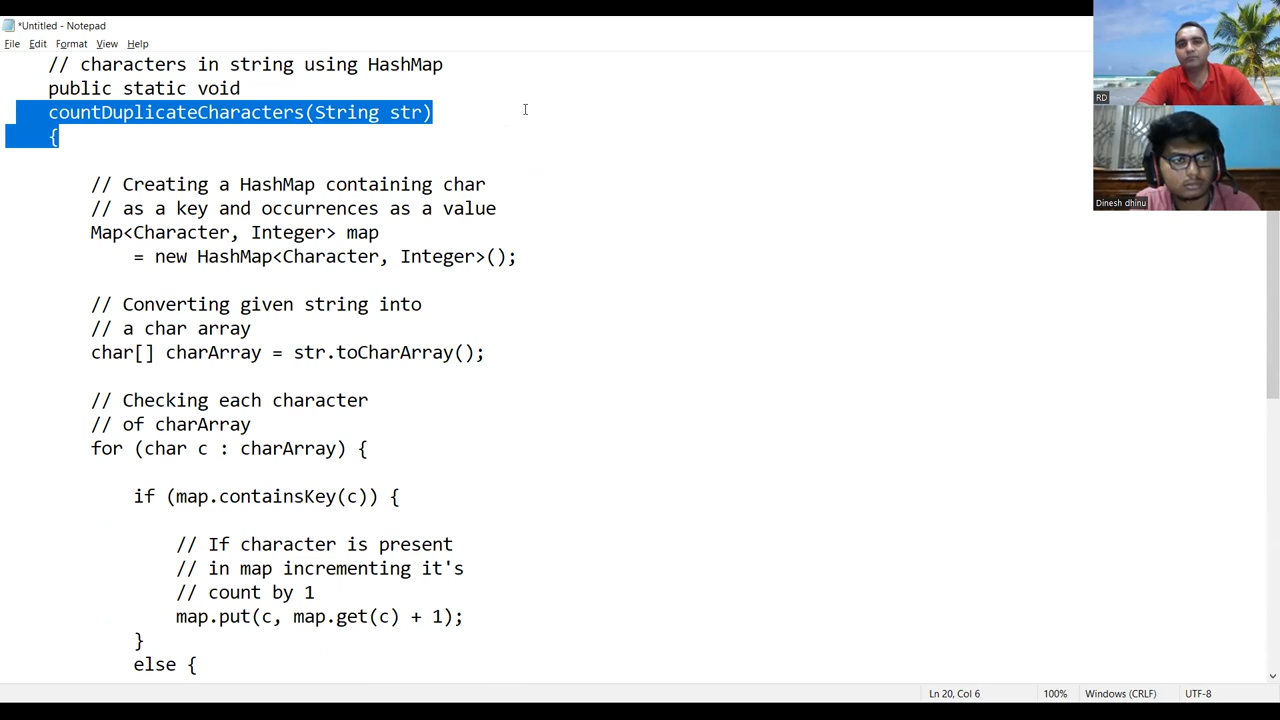 *Untitled - Notepad
File Edit Format View Help
// characters in string using HashMap
public static void
countDuplicateCharacters(String str)
{
// Creating a HashMap containing char
// as a key and occurrences as a value
Map<Character, Integer> map
= new HashMap<Character, Integer>();
// Converting given string into
// a char array
char[] charArray = str.toCharArray();
// Checking each character
// of charArray
for (char c : charArray) {
if (map.containsKey(c)) {
// If character is present
// in map incrementing it's
// count by 1
map.put(c, map.get(c) + 1);
}
else {
Ln 20, Col 6 100% Windows (CRLF) UTF-8
RD
Dinesh dhinu